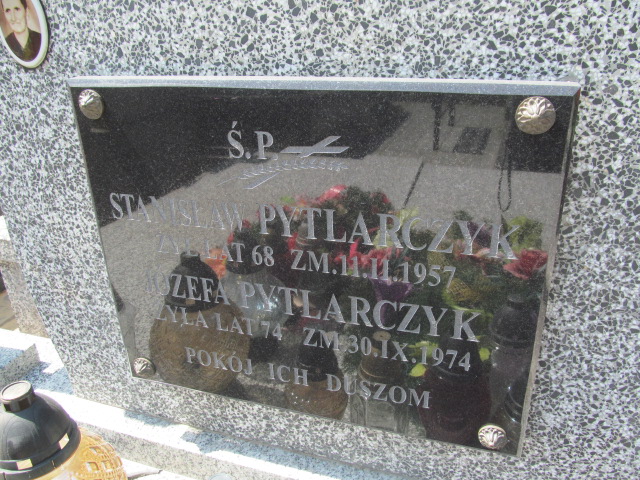 Ś.P.
STANISŁAW PYTLARCZYK
ŻYŁ LAT 68 ZM.11.II.1957
JÓZEFA PYTLARCZYK
ŻYŁA LAT 74 ZM 30.IX.1974
POKÓJ ICH DUSZOM